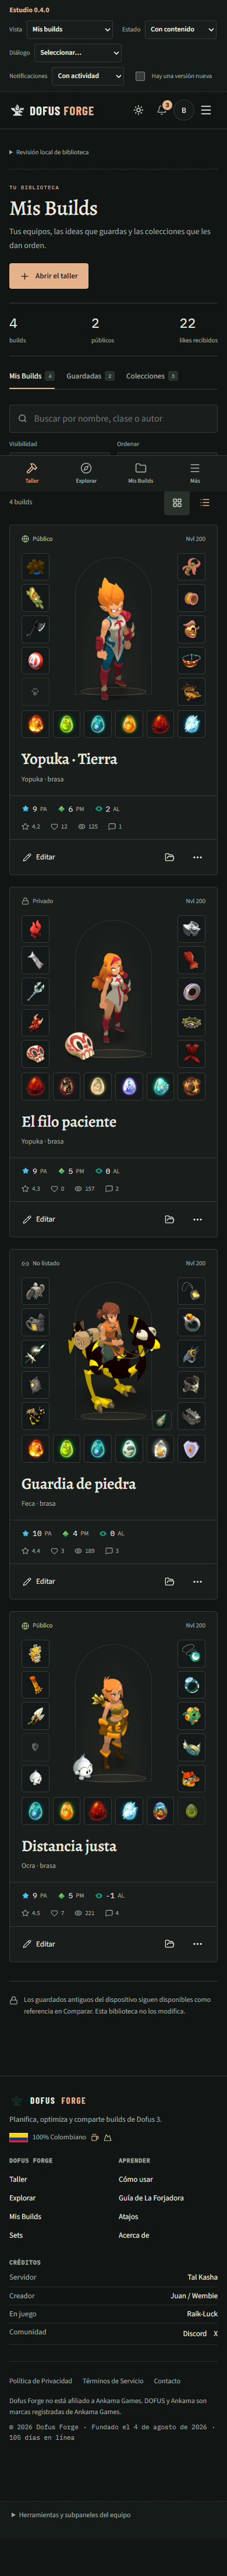 Estudio 0.4.0
Vista Mis Builds Estado Con contenido
Diálogo Seleccionar...
Notificaciones Con actividad Hay una versión nueva
DOFUS FORGE 3 B
Revisión local de biblioteca
TU BIBLIOTECA
Mis Builds
Tus equipos, las ideas que guardas y las colecciones que les
dan orden.
Abrir el taller
4 2 22
builds públicos likes recibidos
Mis Builds 4 Guardadas 2 Colecciones 5
Buscar por nombre, clase o autor
Visibilidad Ordenar
Taller Explorar Mis Builds Más
4 builds
Público Nvl 200
Yopuka · Tierra
Yopuka · brasa
9 PA 6 PM 2 AL
4.2 12 125 1
Editar
Privado Nvl 200
El filo paciente
Yopuka · brasa
9 PA 5 PM 0 AL
4.3 0 157 2
Editar
No listado Nvl 200
Guardia de piedra
Feca · brasa
10 PA 4 PM 0 AL
4.4 3 189 3
Editar
Público Nvl 200
Distancia justa
Ocra · brasa
9 PA 5 PM -1 AL
4.5 7 221 4
Editar
Los guardados antiguos del dispositivo siguen disponibles como
referencia en Comparar. Esta biblioteca no los modifica.
DOFUS FORGE
Planifica, optimiza y comparte builds de Dofus 3.
100% Colombiano
DOFUS FORGE APRENDER
Taller Cómo usar
Explorar Guía de La Forjadora
Mis Builds Atajos
Sets Acerca de
CRÉDITOS
Servidor Tal Kasha
Creador Juan / Wembie
En juego Raik-Luck
Comunidad Discord X
Política de Privacidad Términos de Servicio Contacto
Dofus Forge no está afiliado a Ankama Games. DOFUS y Ankama son
marcas registradas de Ankama Games.
© 2026 Dofus Forge · Fundado el 4 de agosto de 2026 ·
105 días en línea
Herramientas y subpaneles del equipo